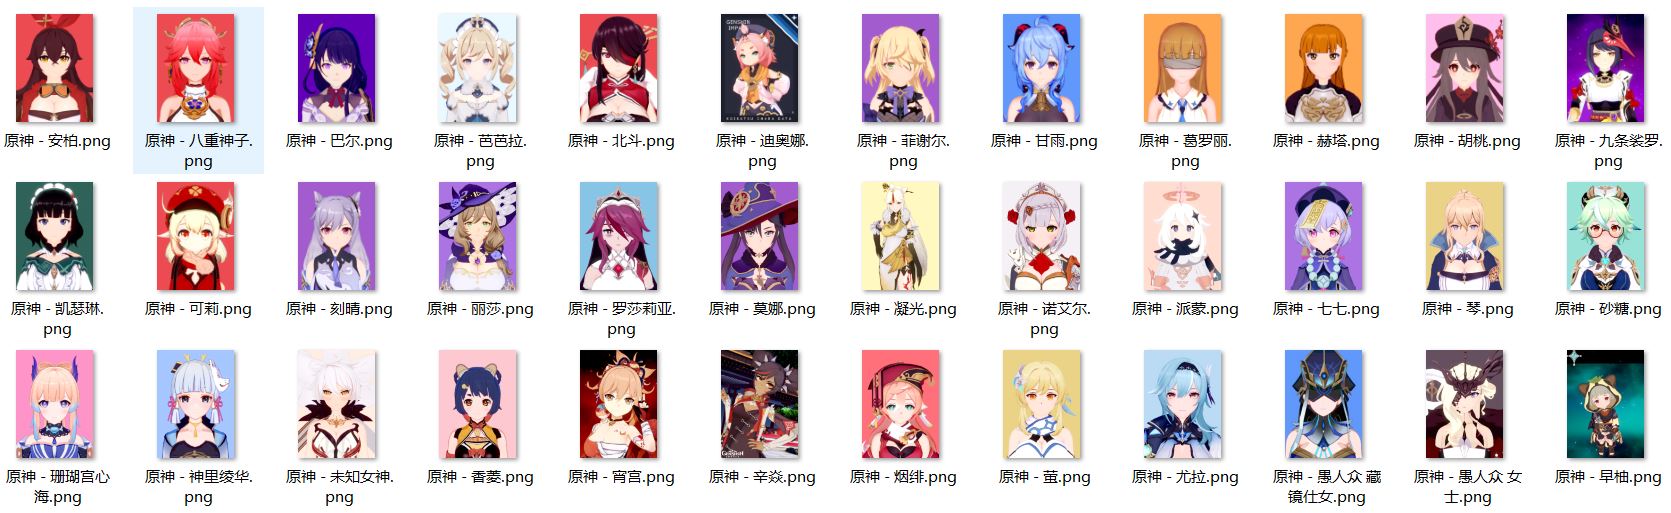 原神 - 安柏.png
原神 - 八重神子.
png
原神 - 巴尔.png
原神 - 芭芭拉.
png
原神 - 北斗.png
GENSHIN
IMPACT
原神 - 迪奥娜.
png
原神 - 菲谢尔.
png
原神 - 甘雨.png
原神 - 葛罗丽.
png
原神 - 赫塔.png
原神 - 胡桃.png
原神 - 九条裟罗.
png
原神 - 凯瑟琳.
png
原神 - 可莉.png
原神 - 刻晴.png
原神 - 丽莎.png
原神 - 罗莎莉亚.
png
原神 - 莫娜.png
原神 - 凝光.png
原神 - 诺艾尔.
png
原神 - 派蒙.png
原神 - 七七.png
原神 - 琴.png
原神 - 砂糖.png
原神 - 珊瑚宫心
海.png
原神 - 神里绫华.
png
原神 - 未知女神.
png
原神 - 香菱.png
原神 - 宵宫.png
GENSHIN
原神 - 辛焱.png
原神 - 烟绯.png
原神 - 萤.png
原神 - 尤拉.png
原神 - 愚人众 藏
镜仕女.png
原神 - 愚人众 女
士.png
原神 - 早柚.png